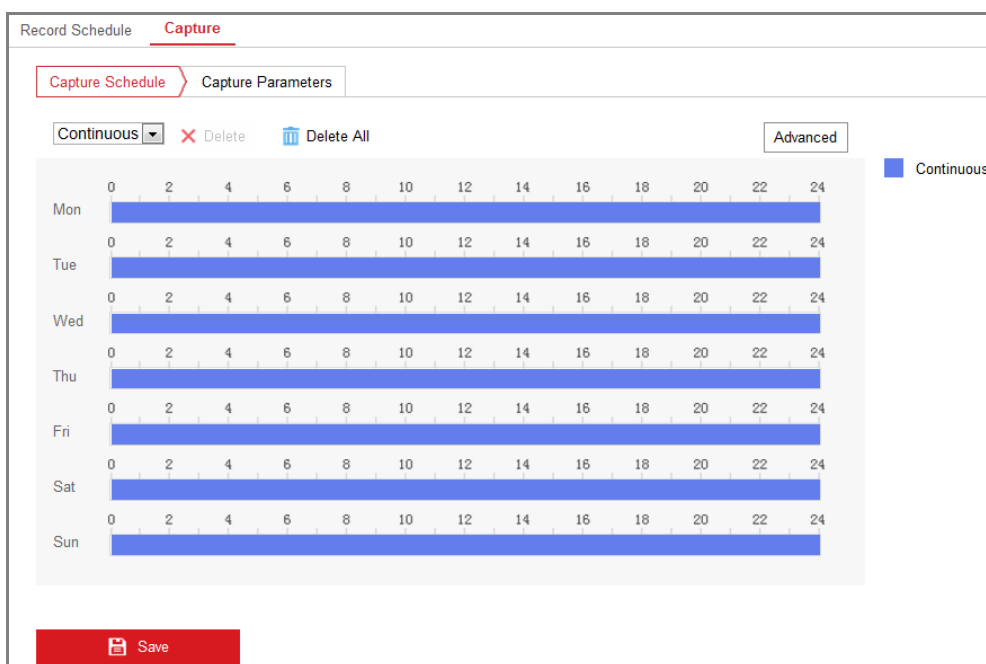 Record Schedule Capture
Capture Schedule Capture Parameters
Continuous Delete Delete All Advanced
Continuous
0 2 4 6 8 10 12 14 16 18 20 22 24
Mon
0 2 4 6 8 10 12 14 16 18 20 22 24
Tue
0 2 4 6 8 10 12 14 16 18 20 22 24
Wed
0 2 4 6 8 10 12 14 16 18 20 22 24
Thu
0 2 4 6 8 10 12 14 16 18 20 22 24
Fri
0 2 4 6 8 10 12 14 16 18 20 22 24
Sat
0 2 4 6 8 10 12 14 16 18 20 22 24
Sun
Save